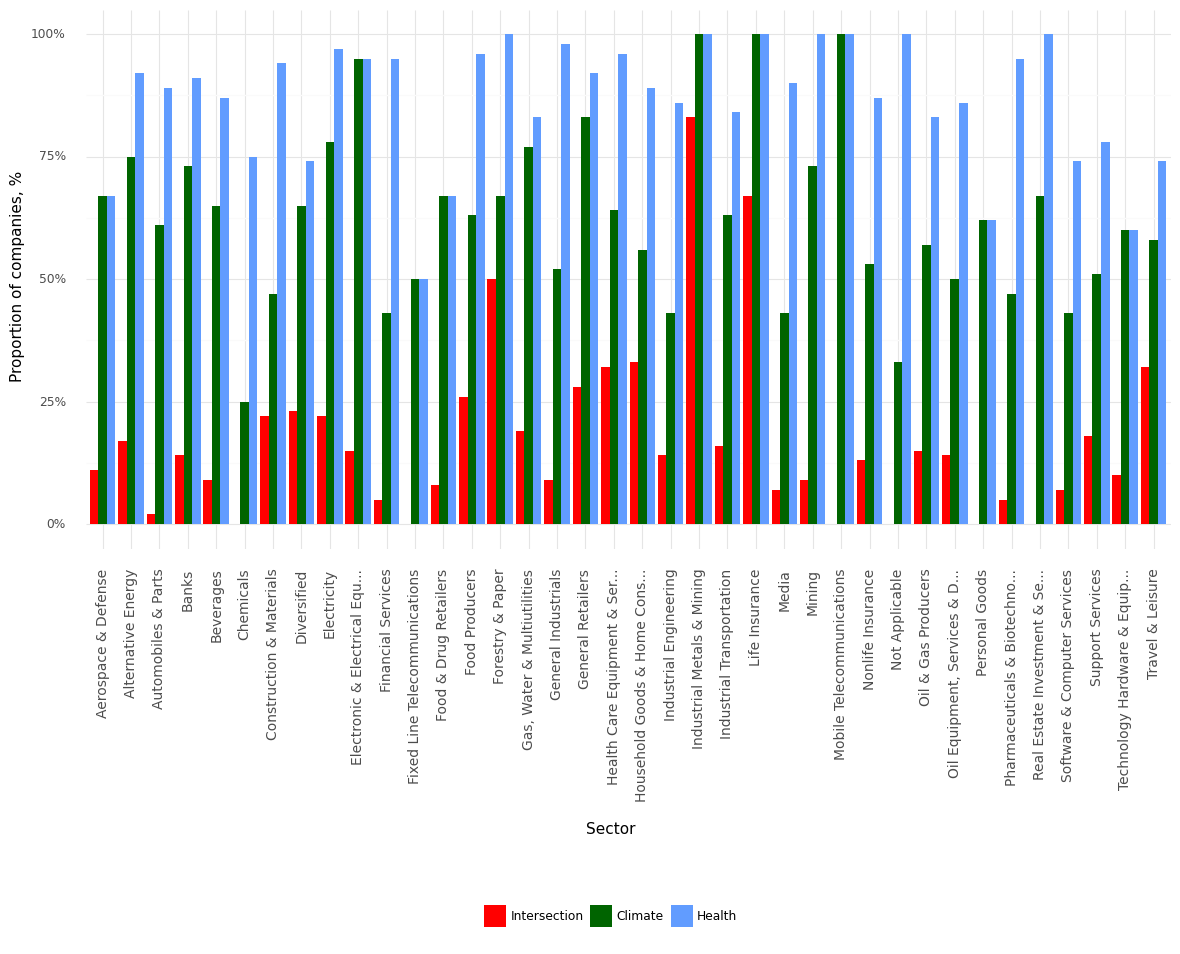 100%
75%
50%
25%
0%
Proportion of companies, %
Aerospace & Defense
Alternative Energy
Automobiles & Parts
Banks
Beverages
Chemicals
Construction & Materials
Diversified
Electricity
Electronic & Electrical Equ...
Financial Services
Fixed Line Telecommunications
Food & Drug Retailers
Food Producers
Forestry & Paper
Gas, Water & Multiutilities
General Industrials
General Retailers
Health Care Equipment & Ser...
Household Goods & Home Cons...
Industrial Engineering
Industrial Metals & Mining
Industrial Transportation
Life Insurance
Media
Mining
Mobile Telecommunications
Nonlife Insurance
Not Applicable
Oil & Gas Producers
Oil Equipment, Services & D...
Personal Goods
Pharmaceuticals & Biotechno...
Real Estate Investment & Se...
Software & Computer Services
Support Services
Technology Hardware & Equip...
Travel & Leisure
Sector
Intersection
Climate
Health